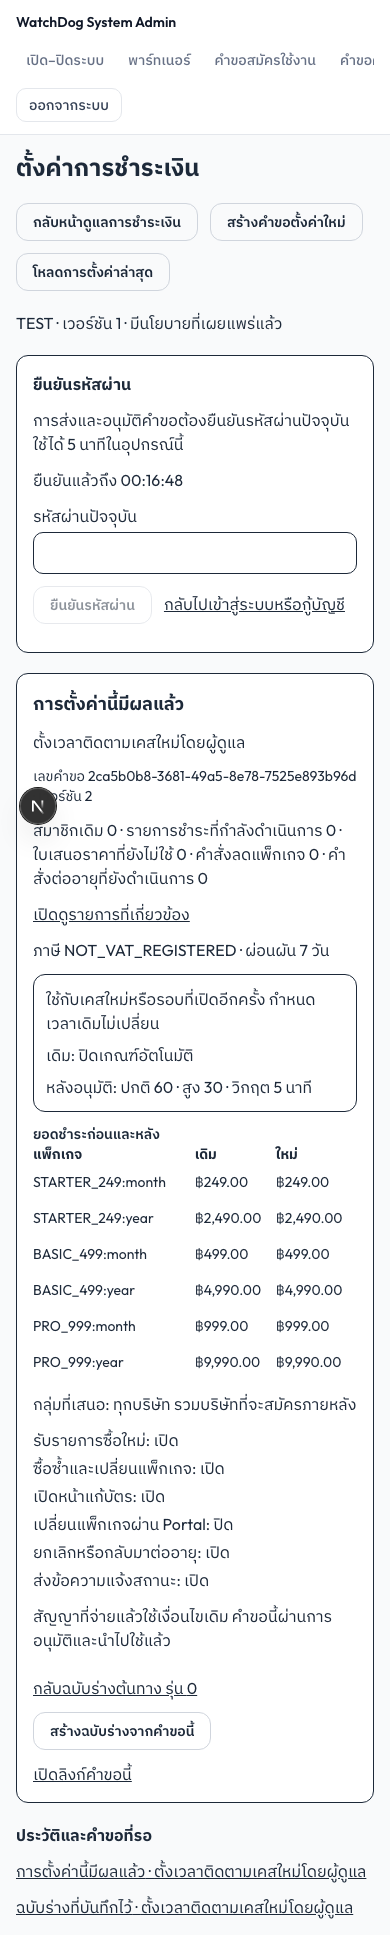 WatchDog System Admin
เปิด–ปิดระบบ พาร์ทเนอร์ คำขอสมัครใช้งาน
ออกจากระบบ
ตั้งค่าการชำระเงิน
กลับหน้าดูแลการชำระเงิน สร้างคำขอตั้งค่าใหม่
โหลดการตั้งค่าล่าสุด
TEST · เวอร์ชัน 1 · มีนโยบายที่เผยแพร่แล้ว
ยืนยันรหัสผ่าน
การส่งและอนุมัติคำขอต้องยืนยันรหัสผ่านปัจจุบัน
ใช้ได้ 5 นาทีในอุปกรณ์นี้
ยืนยันแล้วถึง 00:16:48
รหัสผ่านปัจจุบัน
ยืนยันรหัสผ่าน กลับไปเข้าสู่ระบบหรือกู้บัญชี
การตั้งค่านี้มีผลแล้ว
ตั้งเวลาติดตามเคสใหม่โดยผู้ดูแล
เลขคำขอ 2ca5b0b8-3681-49a5-8e78-7525e893b96d
2
สมาชิกเดิม 0 · รายการชำระที่กำลังดำเนินการ 0 ·
ใบเสนอราคาที่ยังไม่ใช้ 0 · คำสั่งลดแพ็กเกจ 0 · คำ
สั่งต่ออายุที่ยังดำเนินการ 0
เปิดดูรายการที่เกี่ยวข้อง
ภาษี NOT_VAT_REGISTERED · ผ่อนผัน 7 วัน
ใช้กับเคสใหม่หรือรอบที่เปิดอีกครั้ง กำหนด
เวลาเดิมไม่เปลี่ยน
เดิม: ปิดเกณฑ์อัตโนมัติ
หลังอนุมัติ: ปกติ 60 · สูง 30 · วิกฤต 5 นาที
ยอดชำระก่อนและหลัง
แพ็กเกจ เดิม ใหม่
STARTER_249:month ฿249.00 ฿249.00
STARTER_249:year ฿2,490.00 ฿2,490.00
BASIC_499:month ฿499.00 ฿499.00
BASIC_499:year ฿4,990.00 ฿4,990.00
PRO_999:month ฿999.00 ฿999.00
PRO_999:year ฿9,990.00 ฿9,990.00
กลุ่มที่เสนอ: ทุกบริษัท รวมบริษัทที่จะสมัครภายหลัง
รับรายการซื้อใหม่: เปิด
ซื้อซ้ำและเปลี่ยนแพ็กเกจ: เปิด
เปิดหน้าแก้บัตร: เปิด
เปลี่ยนแพ็กเกจผ่าน Portal: ปิด
ยกเลิกหรือกลับมาต่ออายุ: เปิด
ส่งข้อความแจ้งสถานะ: เปิด
สัญญาที่จ่ายแล้วใช้เงื่อนไขเดิม คำขอนี้ผ่านการ
อนุมัติและนำไปใช้แล้ว
กลับฉบับร่างต้นทาง รุ่น 0
สร้างฉบับร่างจากคำขอนี้
เปิดลิงก์คำขอนี้
ประวัติและคำขอที่รอ
การตั้งค่านี้มีผลแล้ว · ตั้งเวลาติดตามเคสใหม่โดยผู้ดูแล
ฉบับร่างที่บันทึกไว้ · ตั้งเวลาติดตามเคสใหม่โดยผู้ดูแล